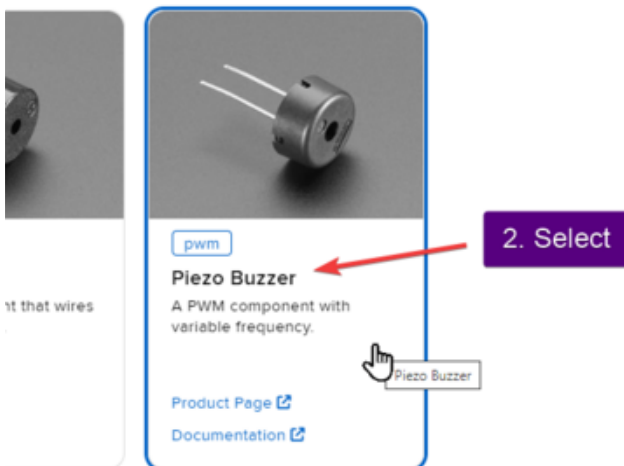 pwm
2. Select
Piezo Buzzer
nt that wires
A PWM component with
variable frequency.
Piezo Buzzer
Product Page
Documentation